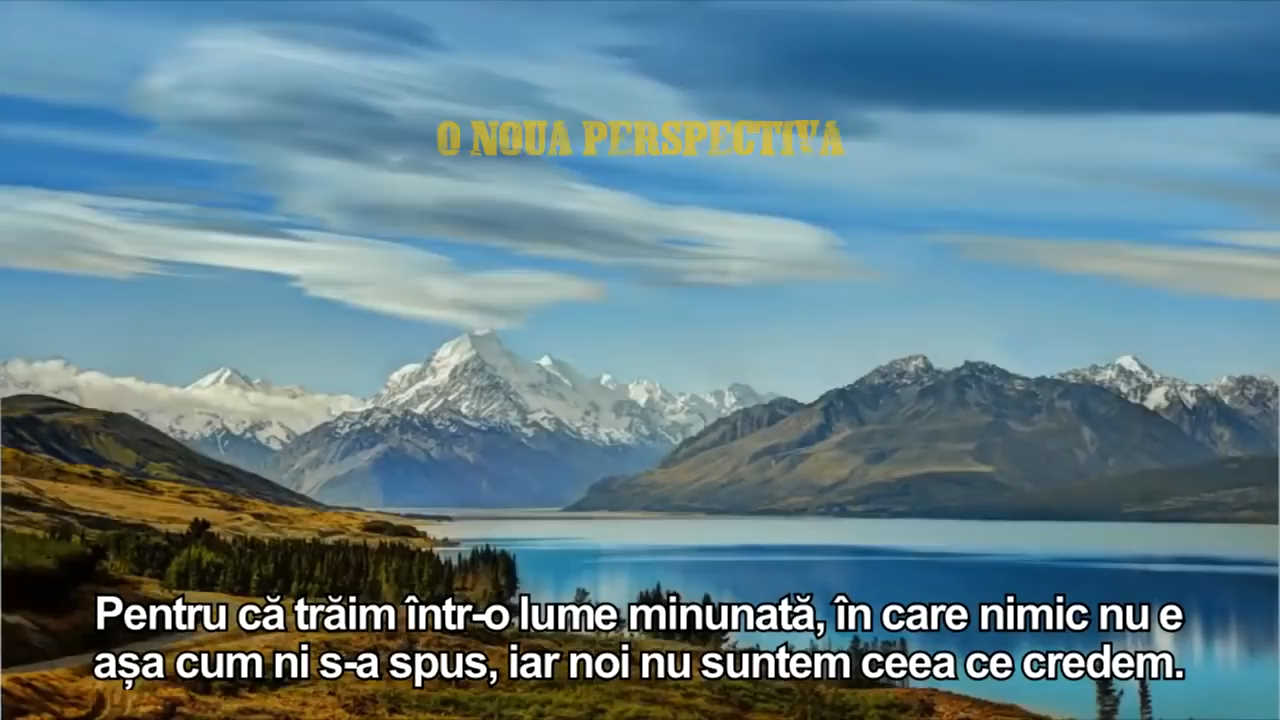 O NOUA PERSPECTIVA
Pentru că trăim într-o lume minunată, în care nimic nu e
așa cum ni s-a spus, iar noi nu suntem ceea ce credem.